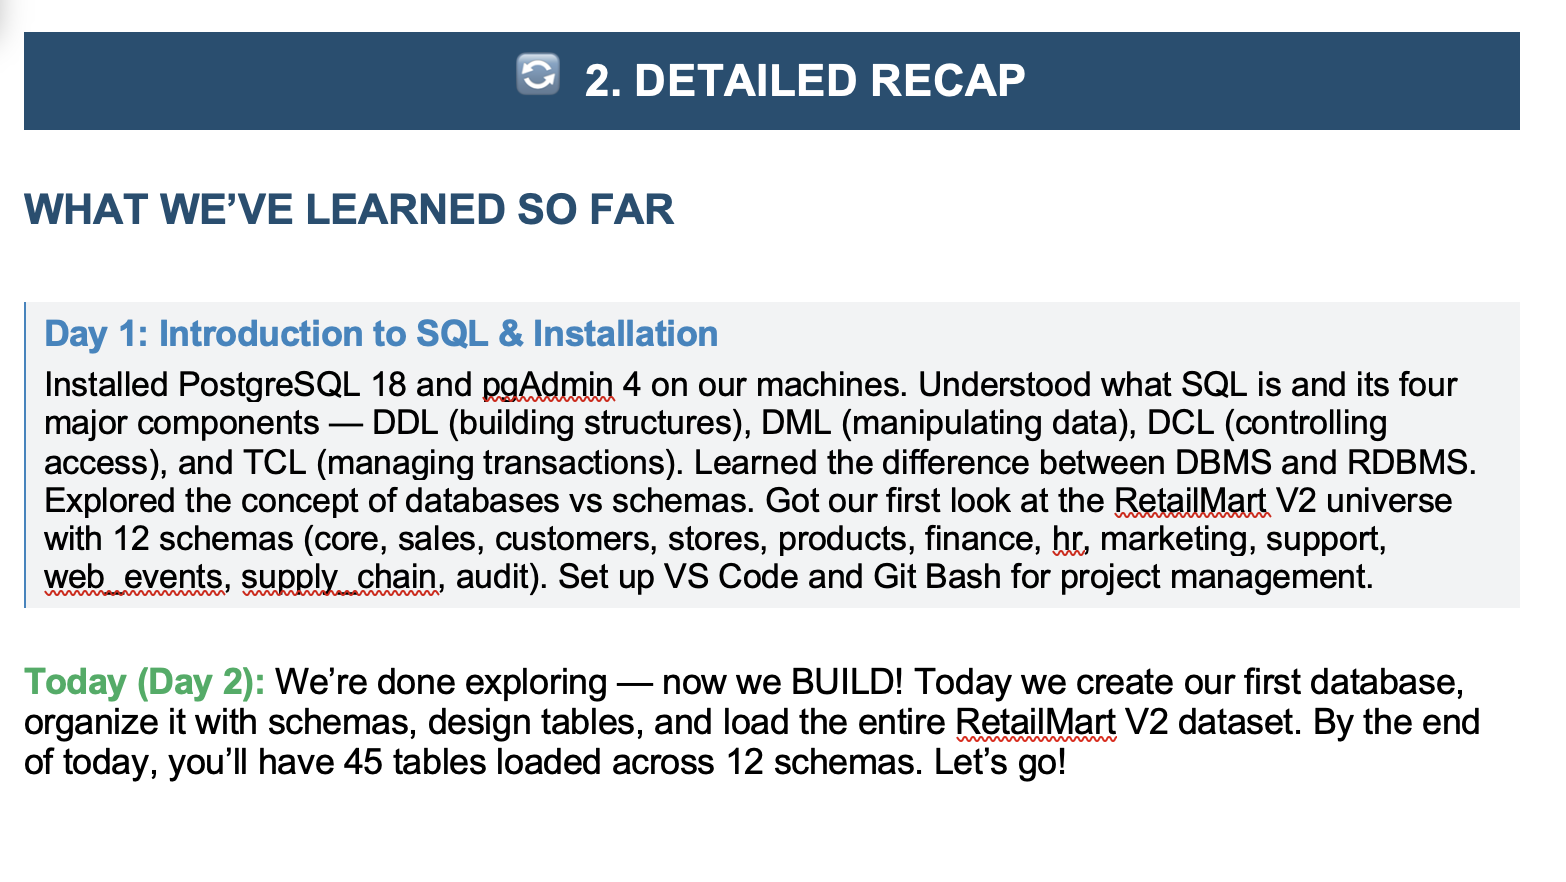 2. DETAILED RECAP
WHAT WE’VE LEARNED SO FAR
Day 1: Introduction to SQL & Installation
Installed PostgreSQL 18 and pgAdmin 4 on our machines. Understood what SQL is and its four
major components — DDL (building structures), DML (manipulating data), DCL (controlling
access), and TCL (managing transactions). Learned the difference between DBMS and RDBMS.
Explored the concept of databases vs schemas. Got our first look at the RetailMart V2 universe
with 12 schemas (core, sales, customers, stores, products, finance, hr, marketing, support,
web_events, supply_chain, audit). Set up VS Code and Git Bash for project management.
Today (Day 2): We’re done exploring — now we BUILD! Today we create our first database,
organize it with schemas, design tables, and load the entire RetailMart V2 dataset. By the end
of today, you’ll have 45 tables loaded across 12 schemas. Let’s go!